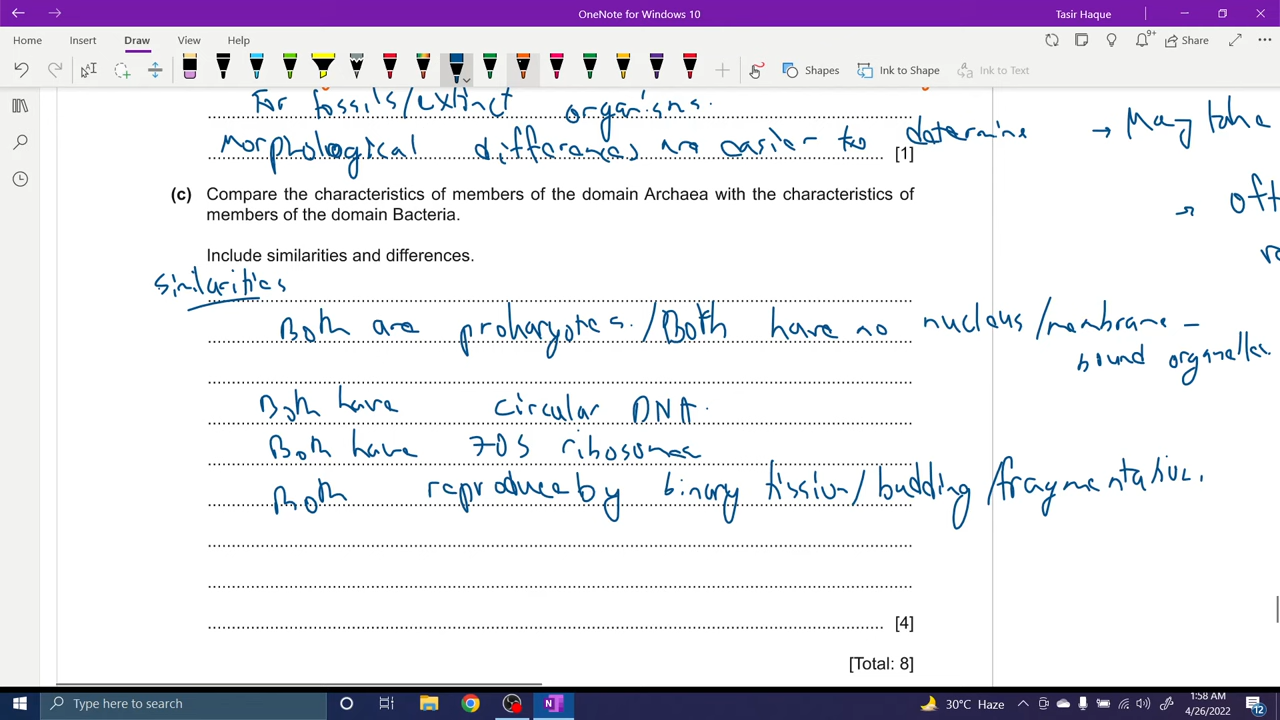 OneNote for Windows 10
Tasir Haque
Home Insert Draw View Help
Share
Shapes Ink to Shape Ink to Text
For fossils/extinct organisms.
Morphological differences are easier to determine
[1]
→ May take
→ oft
(c) Compare the characteristics of members of the domain Archaea with the characteristics of
members of the domain Bacteria.
Include similarities and differences.
similarities
Both are prokaryotes. / Both have no nucleus/membrane –
bound organelles.
Both have circular DNA.
Both have 70S ribosomes
Both reproduce by binary fission/budding/fragmentation.
[4]
[Total: 8]
Type here to search
30°C Haze
1:58 AM
4/26/2022
12